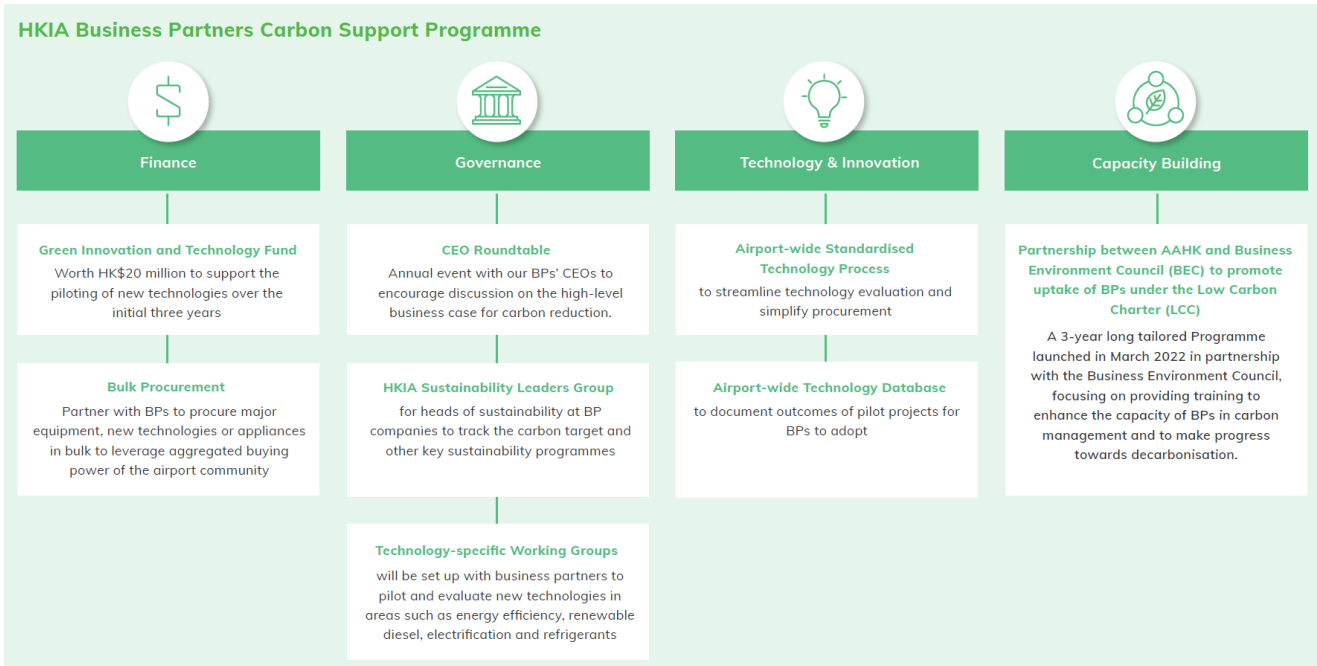 HKIA Business Partners Carbon Support Programme
Finance
Green Innovation and Technology Fund
Worth HK$20 million to support the
piloting of new technologies over the
initial three years
Bulk Procurement
Partner with BPs to procure major
equipment, new technologies or appliances
in bulk to leverage aggregated buying
power of the airport community
Governance
CEO Roundtable
Annual event with our BPs' CEOs to
encourage discussion on the high-level
business case for carbon reduction.
HKIA Sustainability Leaders Group
for heads of sustainability at BP
companies to track the carbon target and
other key sustainability programmes
Technology-specific Working Groups
will be set up with business partners to
pilot and evaluate new technologies in
areas such as energy efficiency, renewable
diesel, electrification and refrigerants
Technology & Innovation
Airport-wide Standardised
Technology Process
to streamline technology evaluation and
simplify procurement
Airport-wide Technology Database
to document outcomes of pilot projects for
BPs to adopt
Capacity Building
Partnership between AAHK and Business
Environment Council (BEC) to promote
uptake of BPs under the Low Carbon
Charter (LCC)
A 3-year long tailored Programme
launched in March 2022 in partnership
with the Business Environment Council,
focusing on providing training to
enhance the capacity of BPs in carbon
management and to make progress
towards decarbonisation.